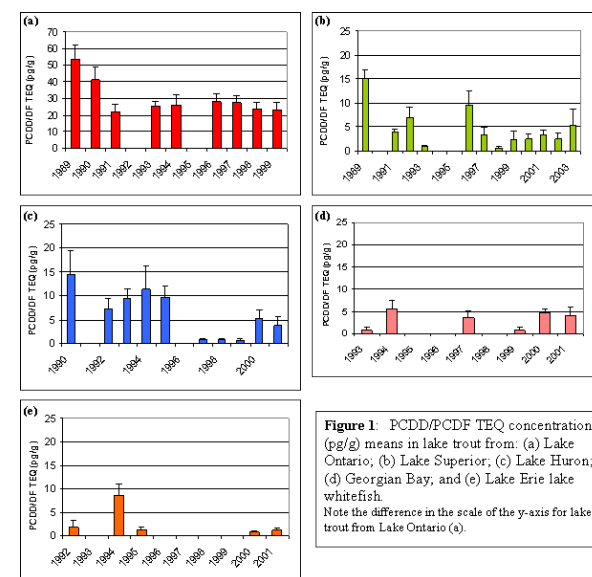 (a)
PCDD/DF TEQ (pg/g)
70
60
50
40
30
20
10
0
1989 1990 1991 1992 1993 1994 1995 1996 1997 1998 1999
(b)
PCDD/DF TEQ (pg/g)
25
20
15
10
5
0
1989 1991 1993 1995 1997 1999 2001 2003
(c)
PCDD/DF TEQ (pg/g)
25
20
15
10
5
0
1990 1992 1994 1996 1998 2000
(d)
PCDD/DF TEQ (pg/g)
25
20
15
10
5
0
1993 1994 1995 1996 1997 1998 1999 2000 2001
(e)
PCDD/DF TEQ (pg/g)
25
20
15
10
5
0
1992 1993 1994 1995 1996 1997 1998 1999 2000 2001
Figure 1: PCDD/PCDF TEQ concentration
(pg/g) means in lake trout from: (a) Lake
Ontario; (b) Lake Superior; (c) Lake Huron;
(d) Georgian Bay; and (e) Lake Erie lake
whitefish.
Note the difference in the scale of the y-axis for lake
trout from Lake Ontario (a).